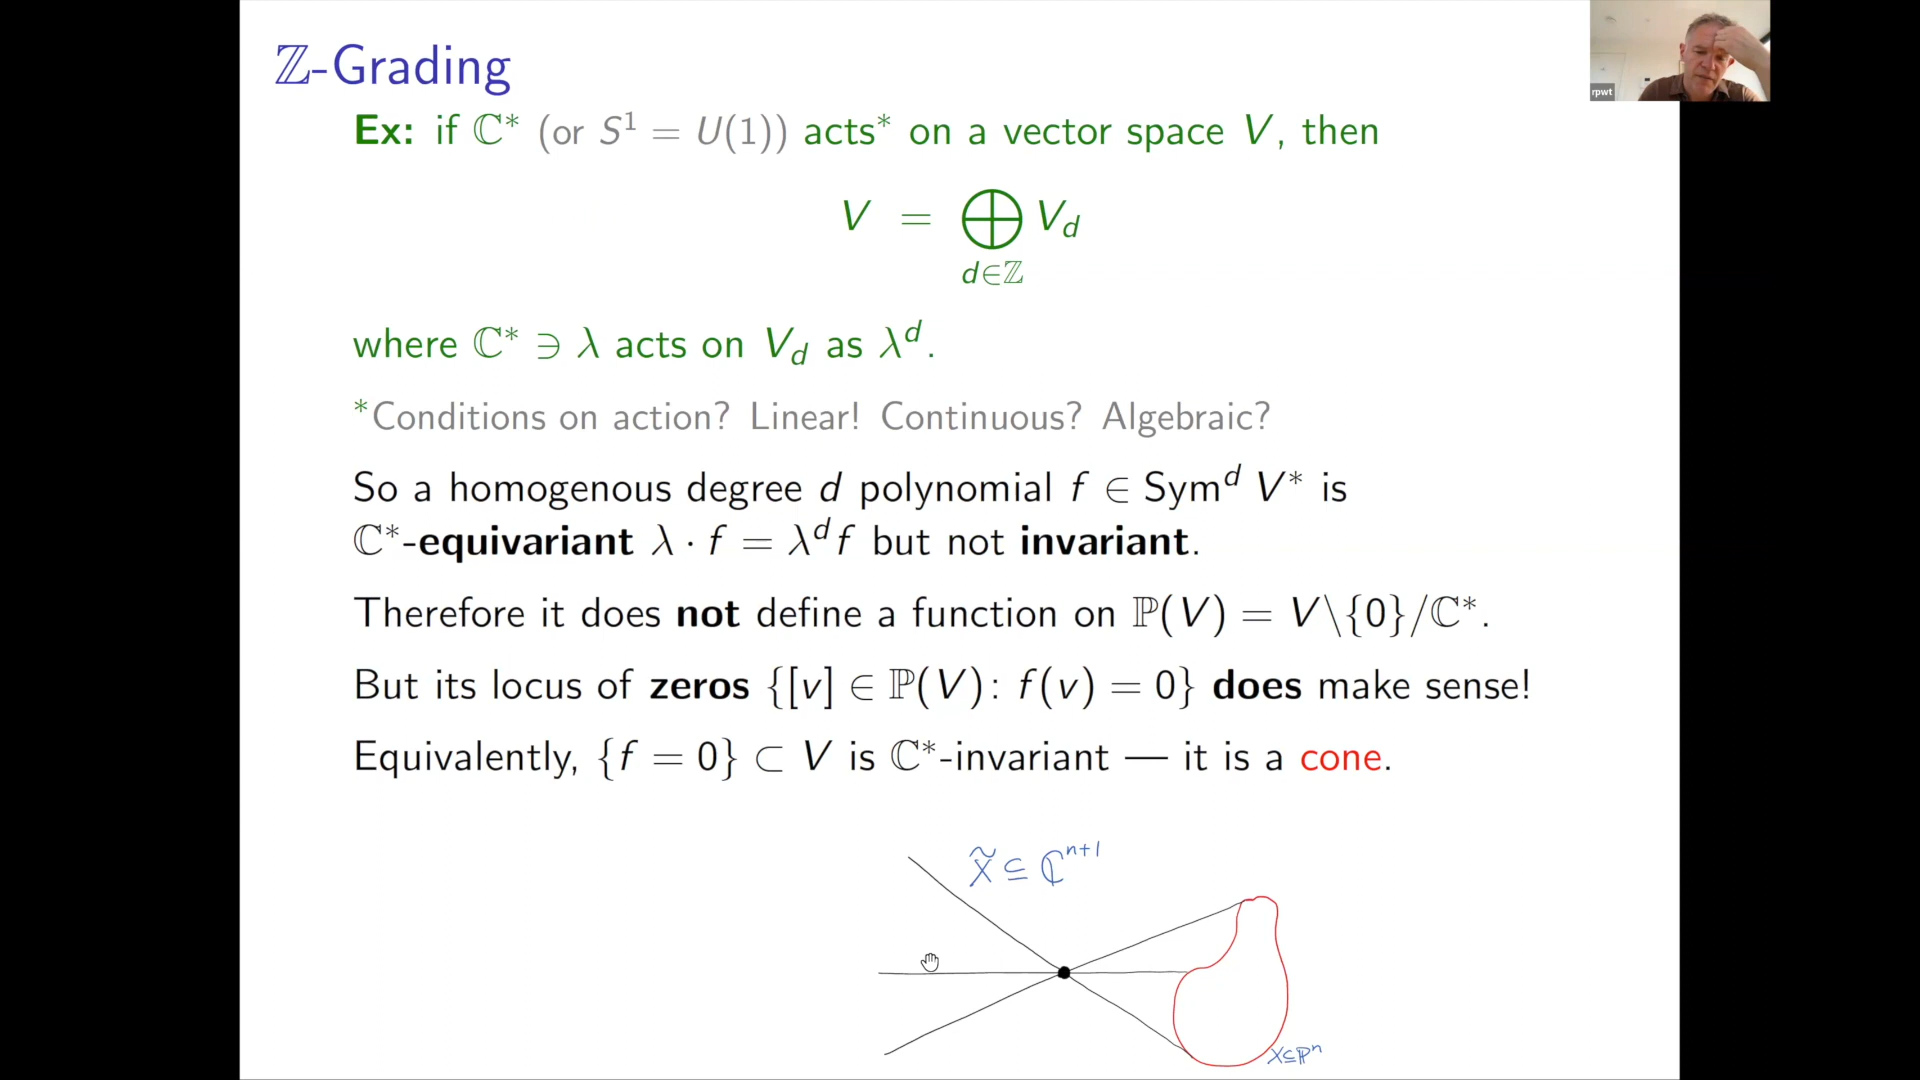 ℤ-Grading
rpwt
Ex: if ℂ* (or S¹ = U(1)) acts* on a vector space V, then
V = ⨁ V_d
d∈ℤ
where ℂ* ∋ λ acts on V_d as λ^d.
*Conditions on action? Linear! Continuous? Algebraic?
So a homogenous degree d polynomial f ∈ Sym^d V* is
ℂ*-equivariant λ · f = λ^d f but not invariant.
Therefore it does not define a function on ℙ(V) = V\{0}/ℂ*.
But its locus of zeros {[v] ∈ ℙ(V): f(v) = 0} does make sense!
Equivalently, {f = 0} ⊂ V is ℂ*-invariant — it is a cone.
X̃ ⊆ ℂ^{n+1}
X⊆ℙ^n